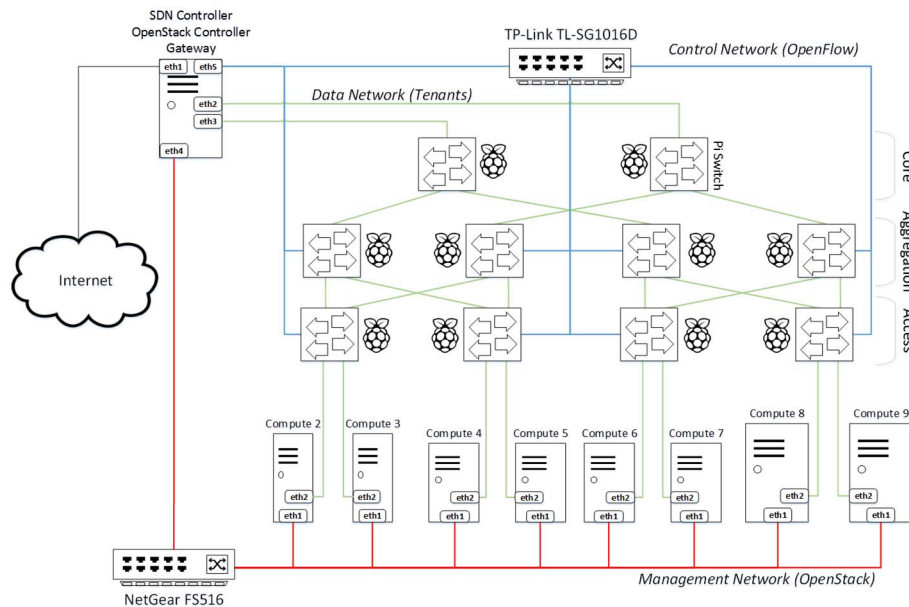 SDN Controller
OpenStack Controller
Gateway
TP-Link TL-SG1016D
Control Network (OpenFlow)
eth1
eth5
eth2
Data Network (Tenants)
eth3
eth4
Pi Switch
Core
Aggregation
Internet
Access
Compute 2
Compute 3
Compute 4
Compute 5
Compute 6
Compute 7
Compute 8
Compute 9
eth2
eth2
eth2
eth2
eth2
eth2
eth2
eth2
eth1
eth1
eth1
eth1
eth1
eth1
eth1
eth1
Management Network (OpenStack)
NetGear FS516